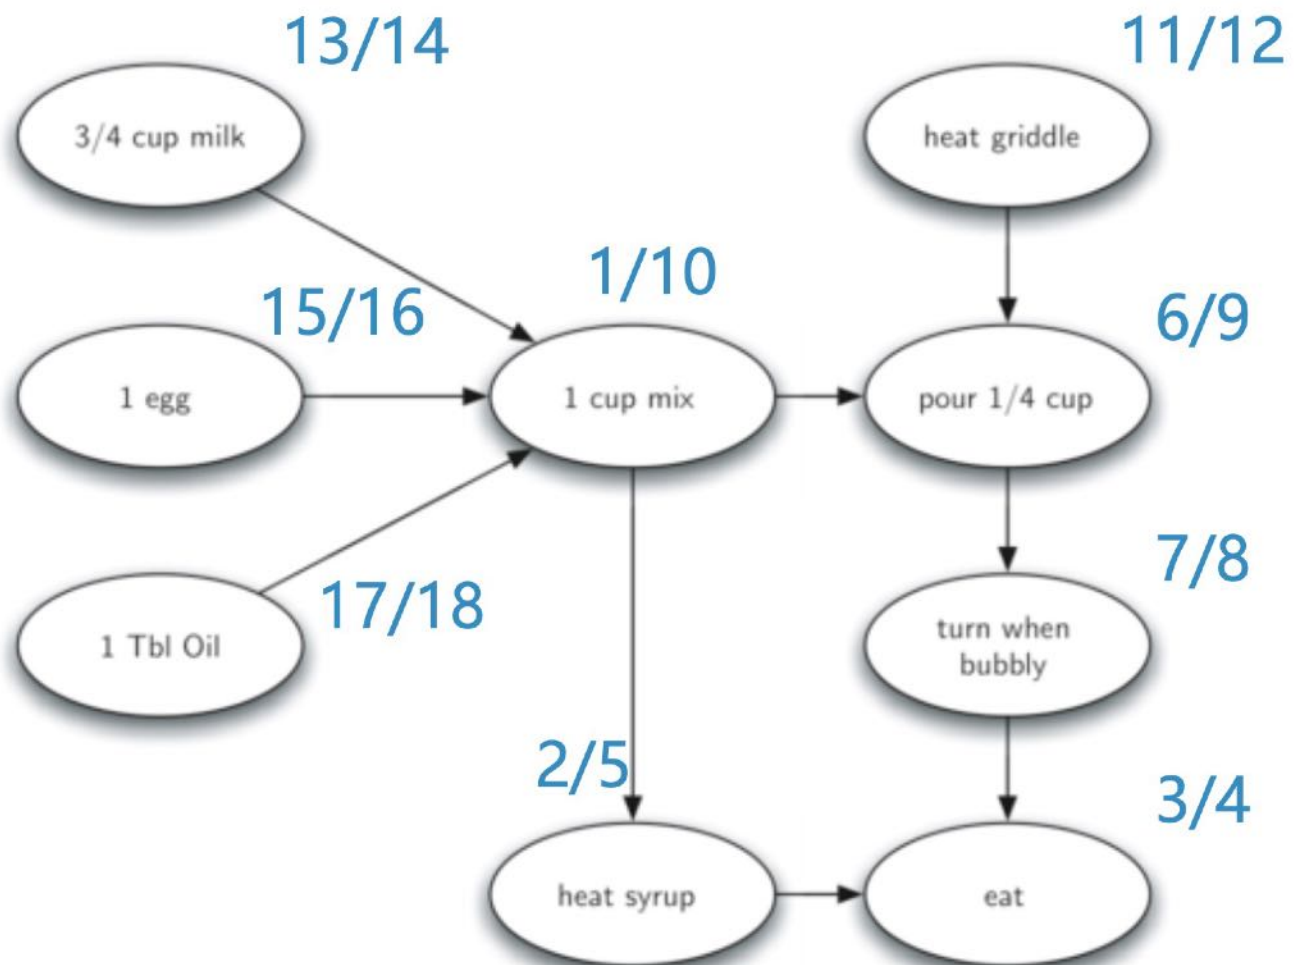 13/14
11/12
3/4 cup milk
heat griddle
1/10
15/16
6/9
1 egg
1 cup mix
pour 1/4 cup
7/8
17/18
1 Tbl Oil
turn when
bubbly
2/5
3/4
heat syrup
eat